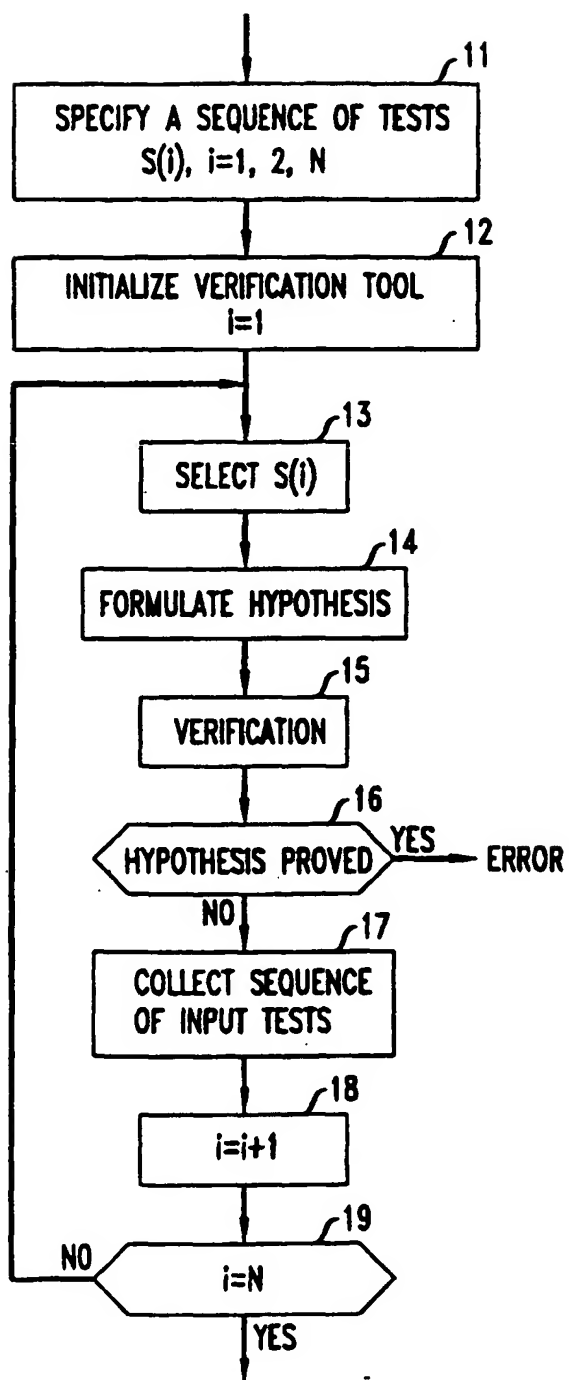 11
SPECIFY A SEQUENCE OF TESTS
S(i), i=1, 2, N
12
INITIALIZE VERIFICATION TOOL
i=1
13
SELECT S(i)
14
FORMULATE HYPOTHESIS
15
VERIFICATION
16
HYPOTHESIS PROVED
YES
ERROR
NO
17
COLLECT SEQUENCE
OF INPUT TESTS
18
i=i+1
19
NO
i=N
YES